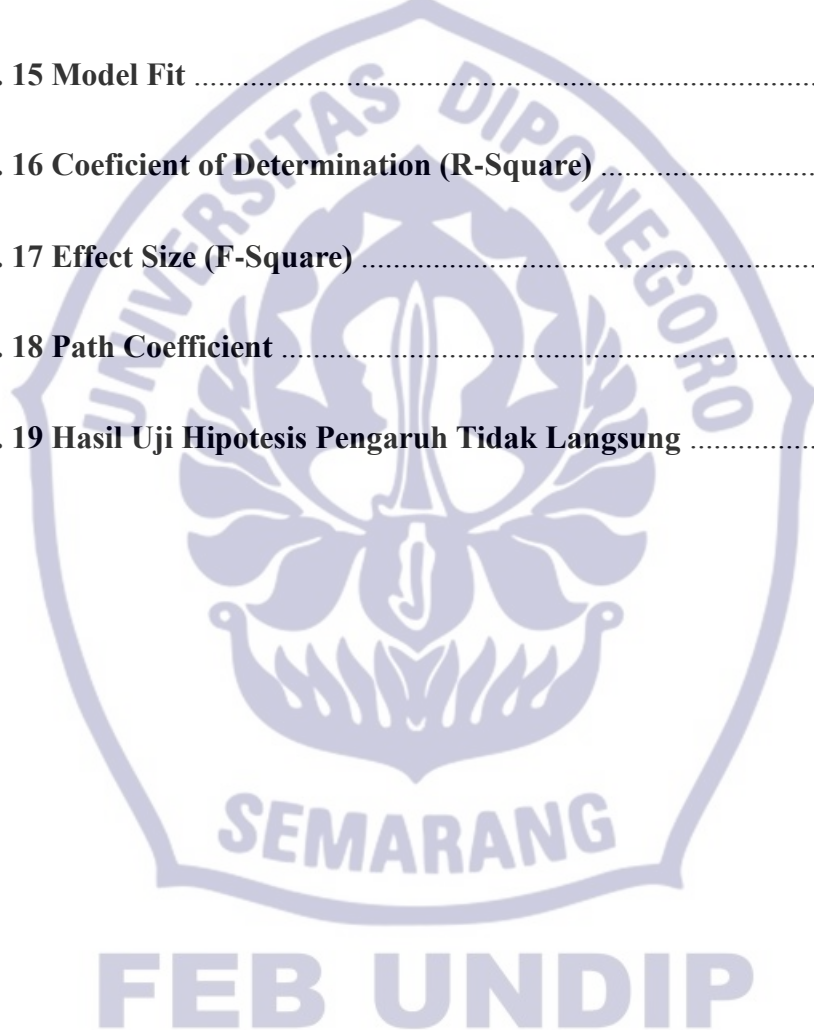 . 15 Model Fit ......................................................................................
. 16 Coeficient of Determination (R-Square) .............................
. 17 Effect Size (F-Square) ..............................................................
. 18 Path Coefficient .........................................................................
. 19 Hasil Uji Hipotesis Pengaruh Tidak Langsung .................
UNIVERSITAS DIPONEGORO
SEMARANG
FEB UNDIP